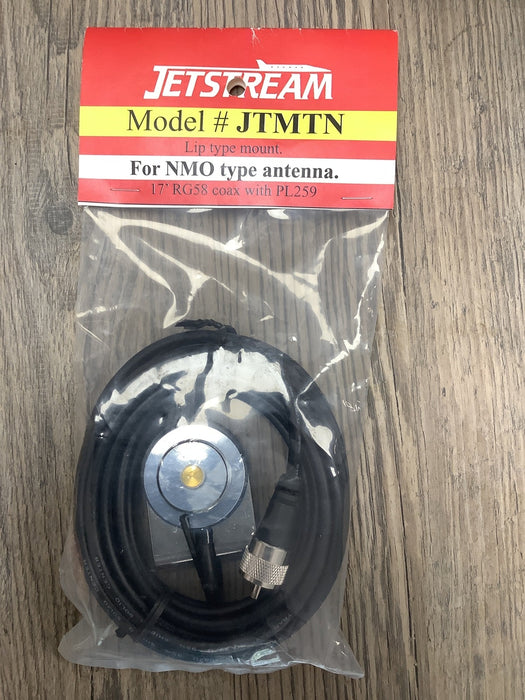 JETSTREAM
Model # JTMTN
Lip type mount.
For NMO type antenna.
17' RG58 coax with PL259